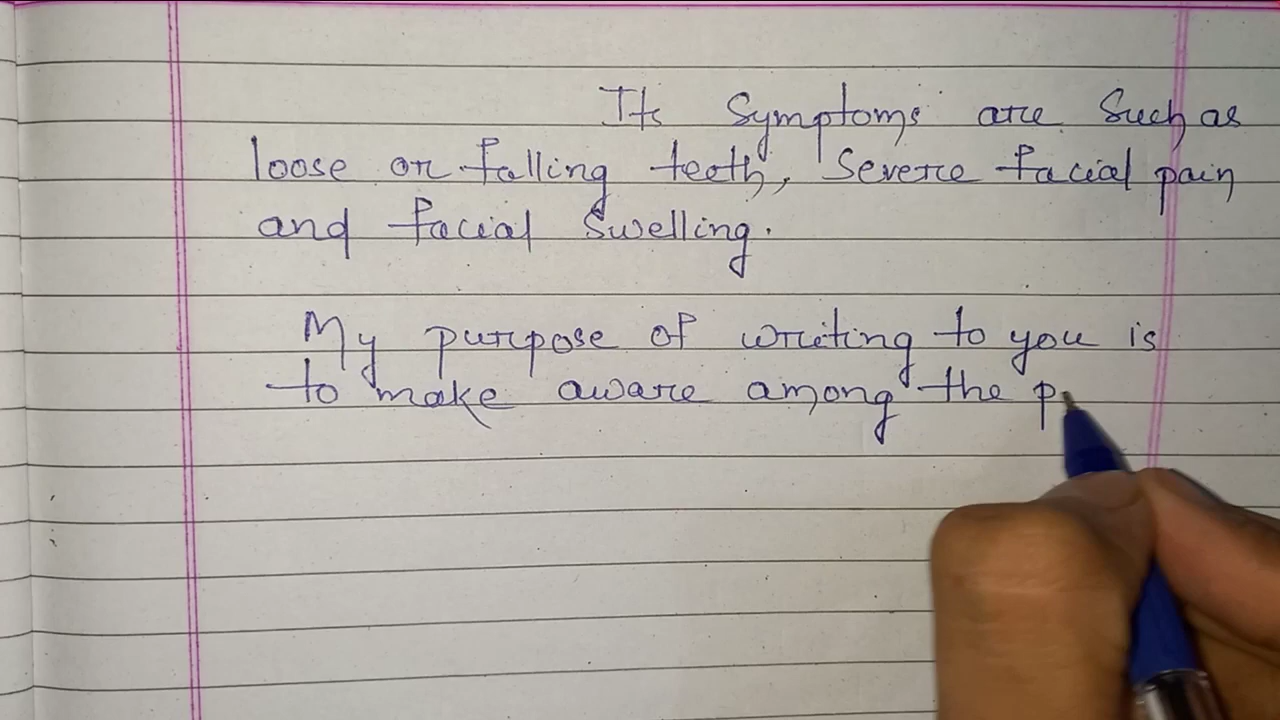 Its Symptoms are Such as
loose or falling teeth, Severe facial pain
and facial Swelling.
My purpose of writing to you is
to make aware among the p